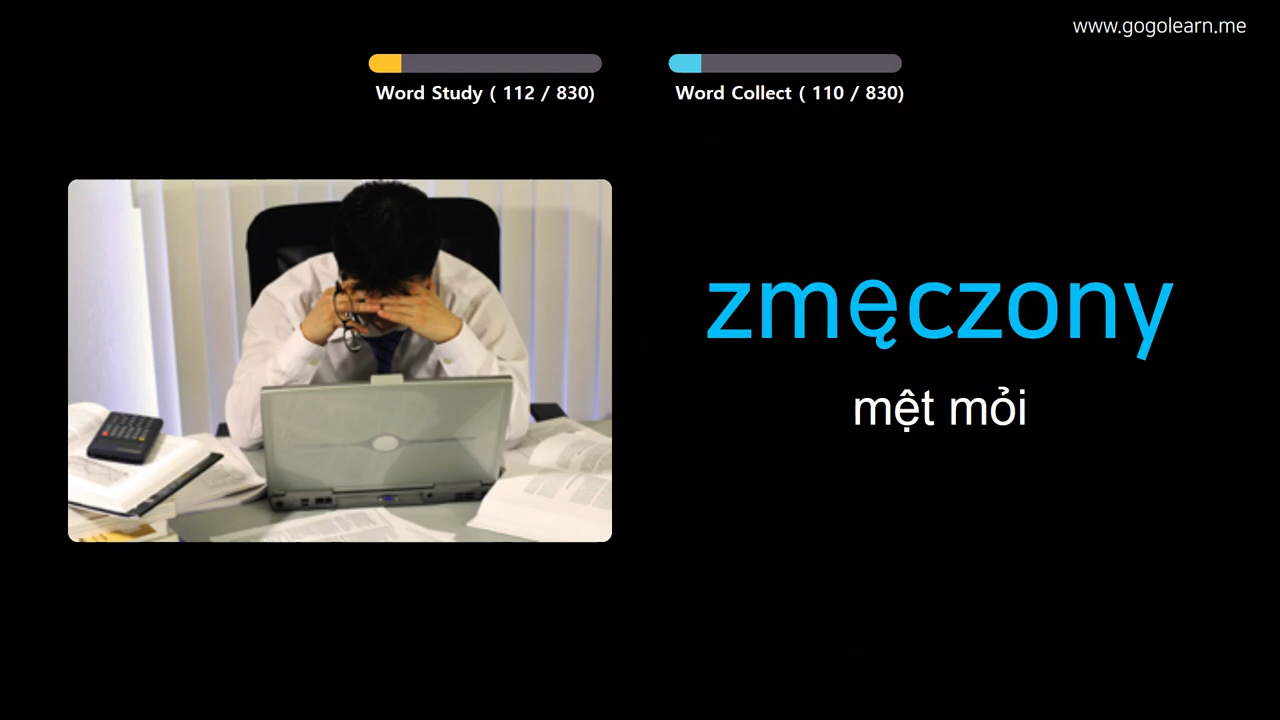 www.gogolearn.me
Word Study ( 112 / 830)
Word Collect ( 110 / 830)
zmęczony
mệt mỏi